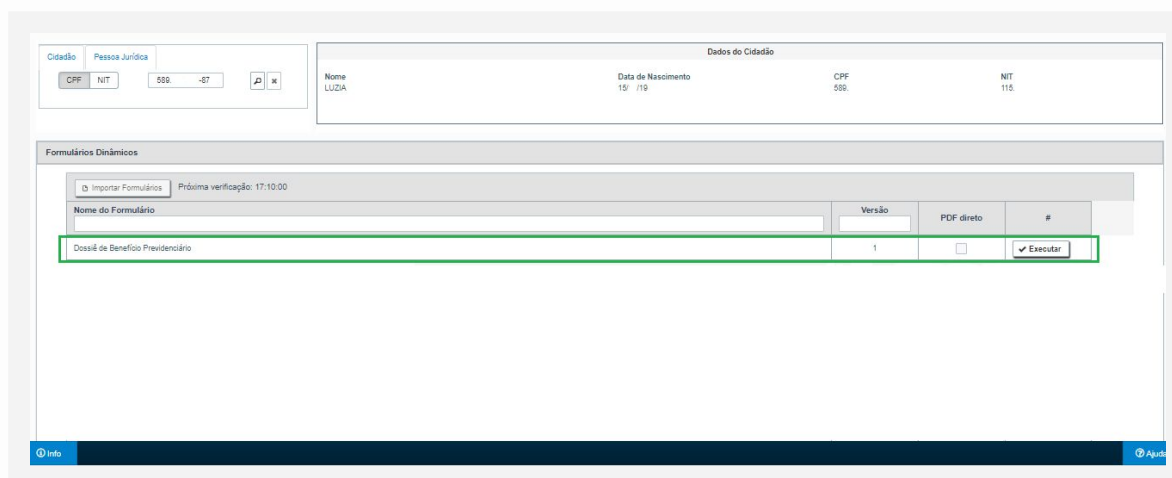 Cidadão Pessoa Jurídica
CPF NIT 589. -87
Dados do Cidadão
Nome Data de Nascimento CPF NIT
LUZIA 15/ /19 589. 115.
Formulários Dinâmicos
Importar Formulários Próxima verificação: 17:10:00
Nome do Formulário Versão PDF direto #
Dossiê de Benefício Previdenciário 1 Executar
Info Ajuda